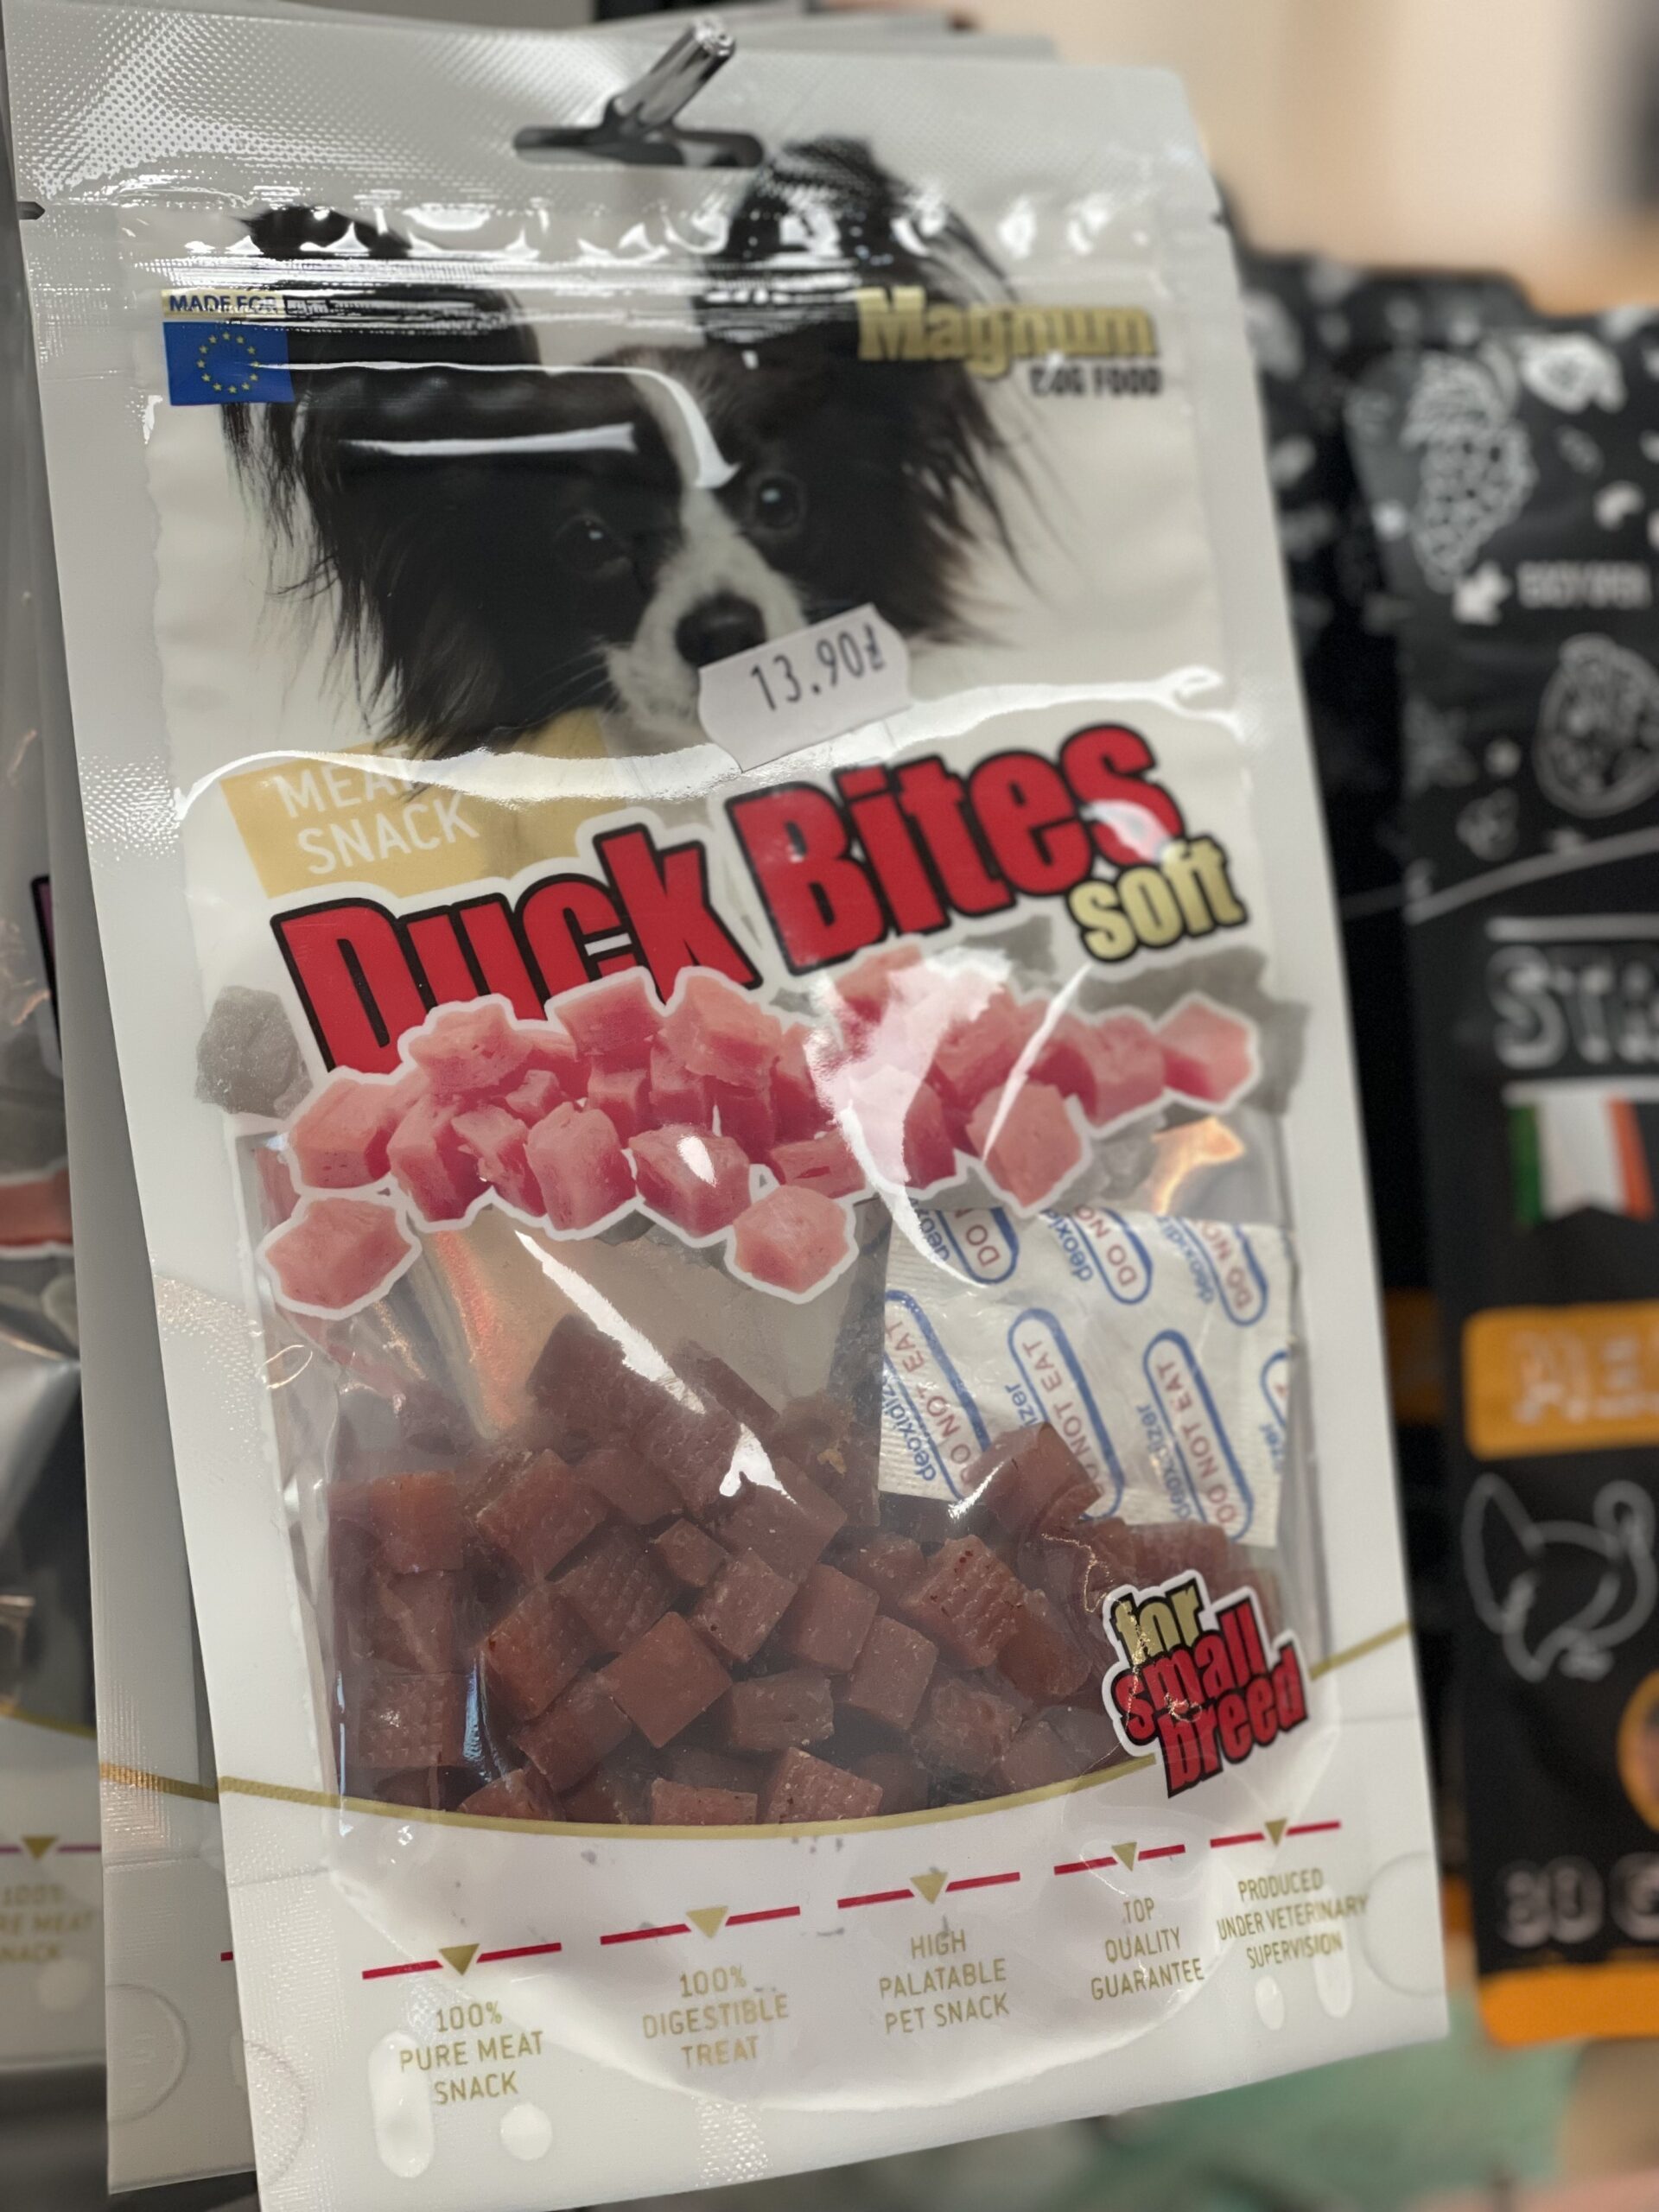 MADE FOR
Magnum
DOG FOOD
13.90zł
MEAT
SNACK
Duck Bites
soft
DO NOT EAT
deoxidizer
DO NOT EAT
DO NOT EAT
for
small
breed
100%
PURE MEAT
SNACK
100%
DIGESTIBLE
TREAT
HIGH
PALATABLE
PET SNACK
TOP
QUALITY
GUARANTEE
PRODUCED
UNDER VETERINARY
SUPERVISION